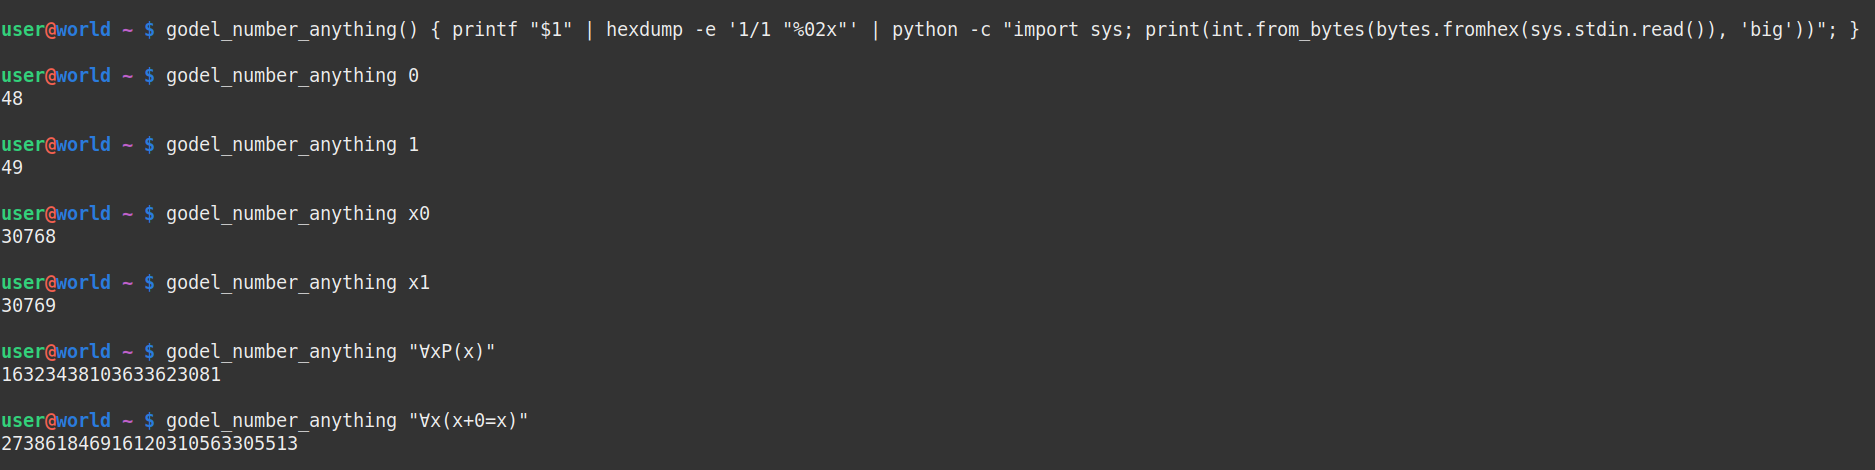 user@world ~ $ godel_number_anything() { printf "$1" | hexdump -e '1/1 "%02x"' | python -c "import sys; print(int.from_bytes(bytes.fromhex(sys.stdin.read()), 'big'))"; }
user@world ~ $ godel_number_anything 0
48
user@world ~ $ godel_number_anything 1
49
user@world ~ $ godel_number_anything x0
30768
user@world ~ $ godel_number_anything x1
30769
user@world ~ $ godel_number_anything "∀xP(x)"
16323438103633623081
user@world ~ $ godel_number_anything "∀x(x+0=x)"
273861846916120310563305513